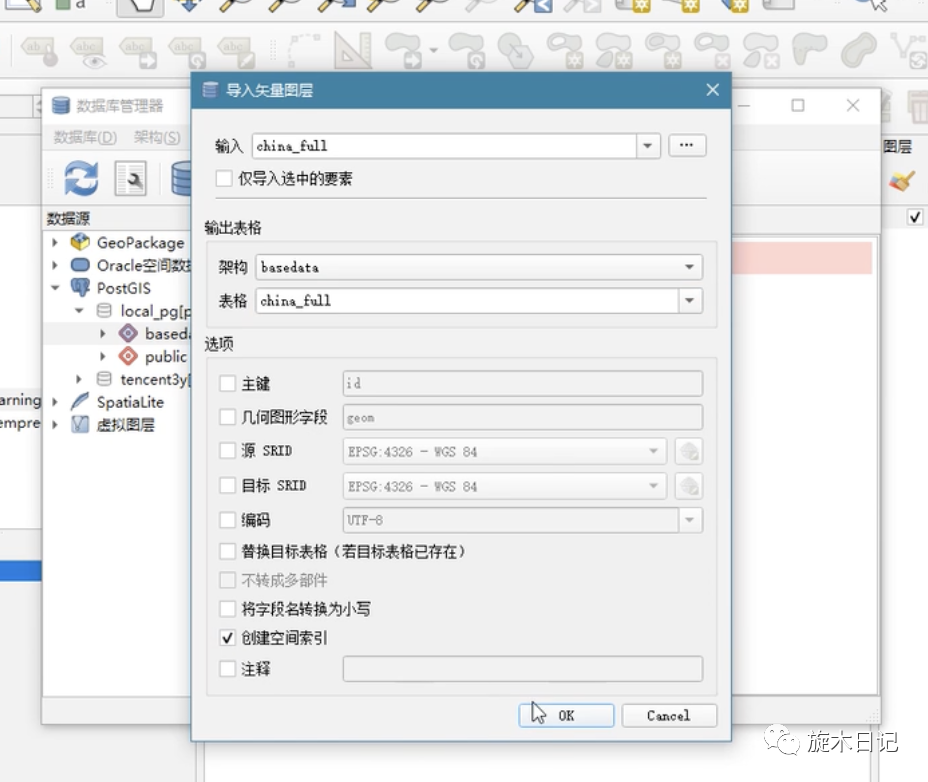 a
ab
abc
abc
abc
abc
数据库管理器
数据库(D) 架构(S)
数据源
GeoPackage
Oracle空间数据
PostGIS
local_pg[p
baseda
public
tencent3y[
SpatiaLite
虚拟图层
arning
empre
图层
导入矢量图层
输入 china_full
...
仅导入选中的要素
输出表格
架构 basedata
表格 china_full
选项
主键 id
几何图形字段 geom
源 SRID EPSG:4326 - WGS 84
目标 SRID EPSG:4326 - WGS 84
编码 UTF-8
替换目标表格（若目标表格已存在）
不转成多部件
将字段名转换为小写
创建空间索引
注释
OK Cancel
旋木日记